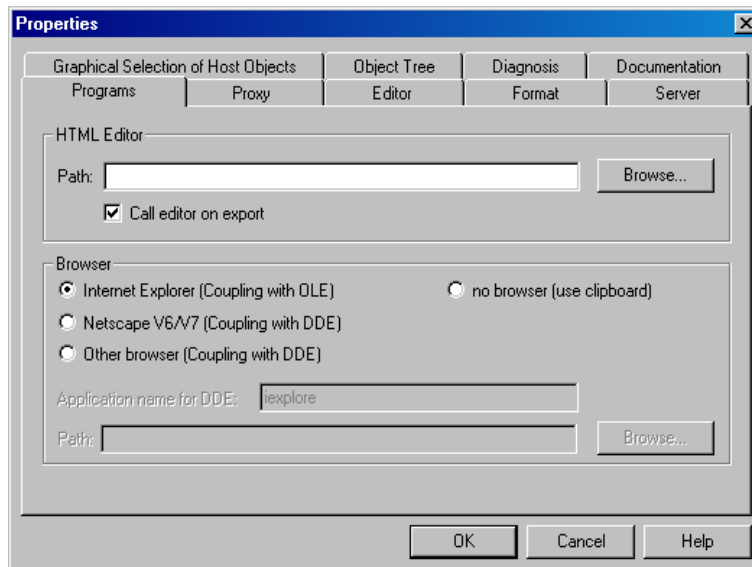 Properties
Graphical Selection of Host Objects Object Tree Diagnosis Documentation
Programs Proxy Editor Format Server
HTML Editor
Path: Browse...
Call editor on export
Browser
Internet Explorer (Coupling with OLE) no browser (use clipboard)
Netscape V6/V7 (Coupling with DDE)
Other browser (Coupling with DDE)
Application name for DDE: iexplore
Path: Browse...
OK Cancel Help